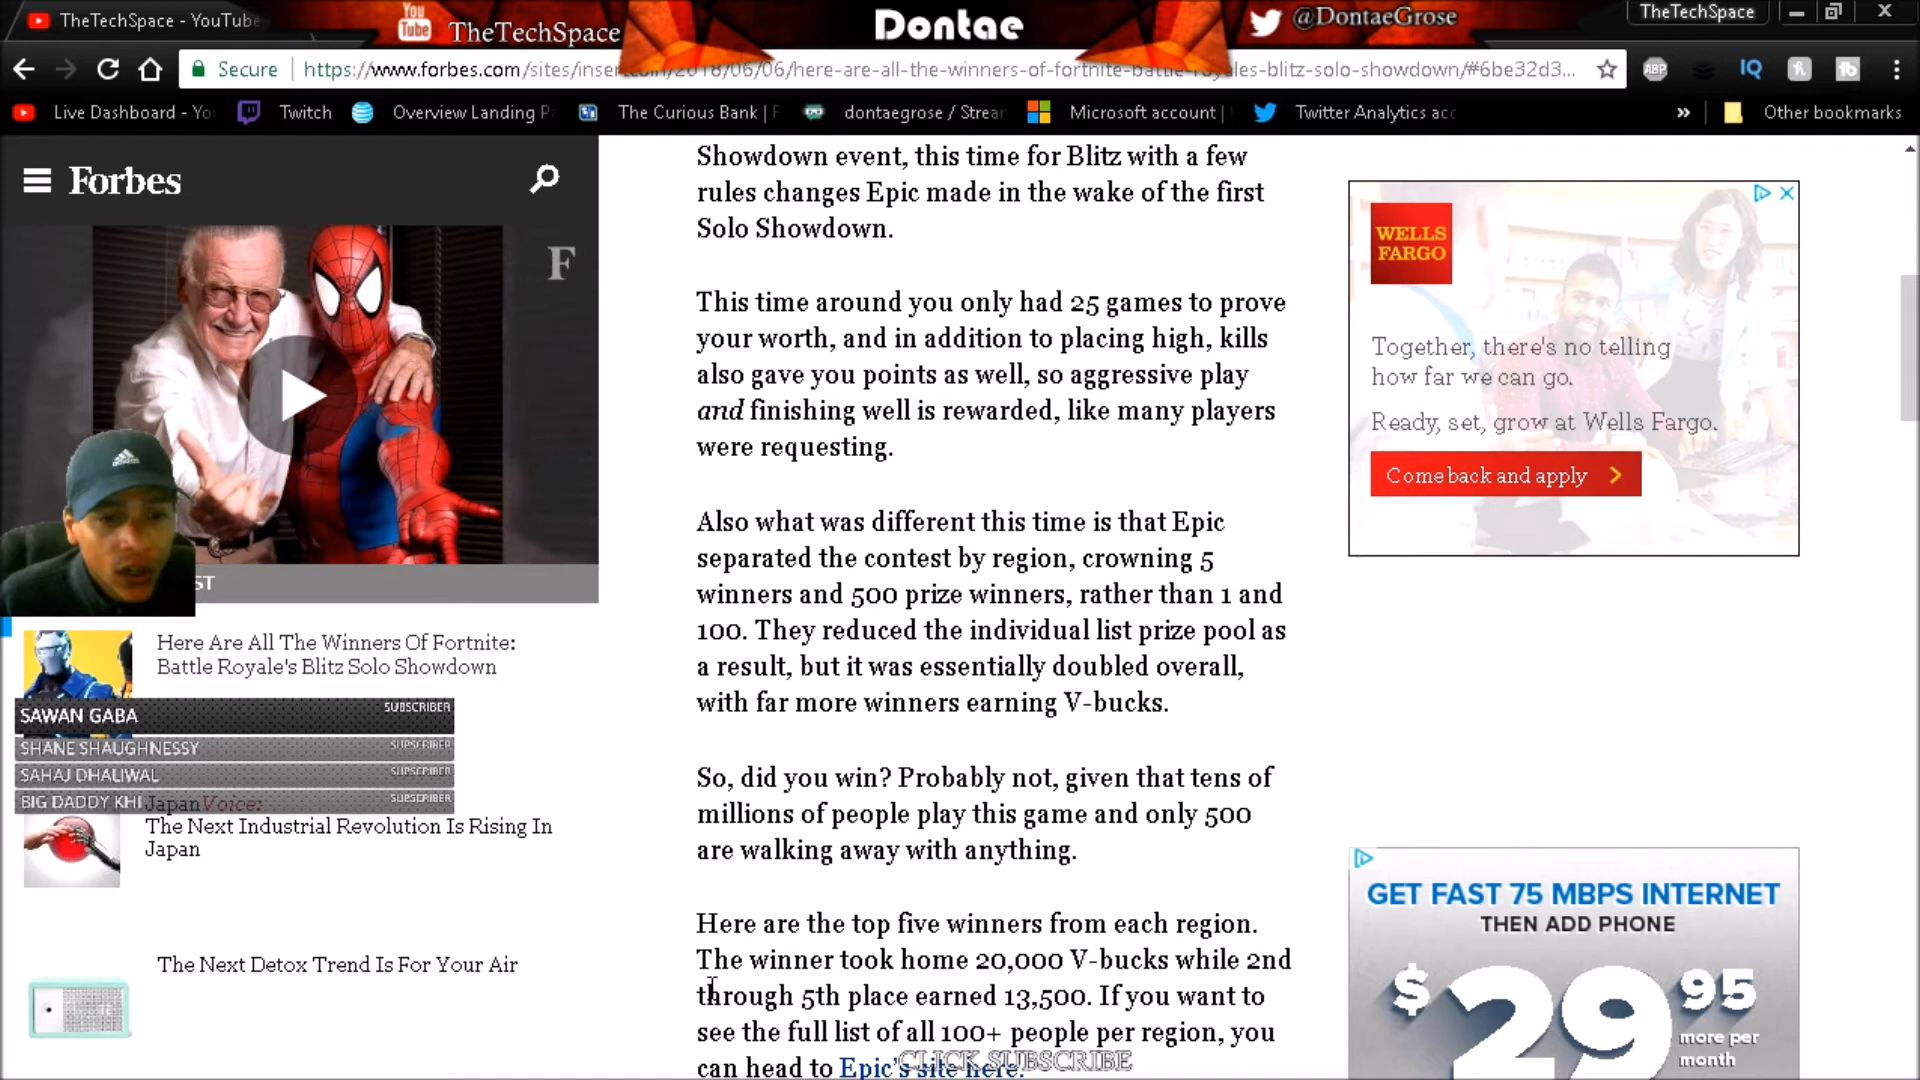 TheTechSpace - YouTube
You
Tube
TheTechSpace
Dontae
@DontaeGrose
TheTechSpace
Secure
https://www.forbes.com/sites/insertcoin/2018/06/06/here-are-all-the-winners-of-fortnite-battle-royales-blitz-solo-showdown/#6be32d3...
ABP
IQ
Live Dashboard - Yo
Twitch
Overview Landing P
The Curious Bank | F
dontaegrose / Strear
Microsoft account |
Twitter Analytics acc
»
Other bookmarks
Forbes
F
ST
Here Are All The Winners Of Fortnite:
Battle Royale's Blitz Solo Showdown
SAWAN GABA SUBSCRIBER
SHANE SHAUGHNESSY SUBSCRIBER
SAHAJ DHALIWAL SUBSCRIBER
BIG DADDY KHI SUBSCRIBER
JapanVoice:
The Next Industrial Revolution Is Rising In
Japan
The Next Detox Trend Is For Your Air
Showdown event, this time for Blitz with a few
rules changes Epic made in the wake of the first
Solo Showdown.
This time around you only had 25 games to prove
your worth, and in addition to placing high, kills
also gave you points as well, so aggressive play
and finishing well is rewarded, like many players
were requesting.
Also what was different this time is that Epic
separated the contest by region, crowning 5
winners and 500 prize winners, rather than 1 and
100. They reduced the individual list prize pool as
a result, but it was essentially doubled overall,
with far more winners earning V-bucks.
So, did you win? Probably not, given that tens of
millions of people play this game and only 500
are walking away with anything.
Here are the top five winners from each region.
The winner took home 20,000 V-bucks while 2nd
through 5th place earned 13,500. If you want to
see the full list of all 100+ people per region, you
can head to Epic's site here.
CLICK SUBSCRIBE
WELLS
FARGO
Together, there's no telling
how far we can go.
Ready, set, grow at Wells Fargo.
Come back and apply
GET FAST 75 MBPS INTERNET
THEN ADD PHONE
$29 95
more per
month